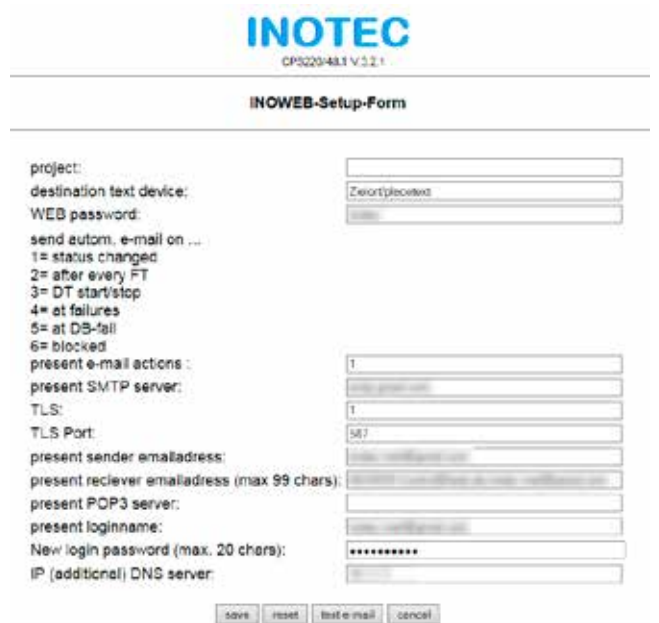 INOTEC
CPS220/48.1 V.3.2.1
INOWEB-Setup-Form
project:
destination text device: Zielort/placetext
WEB password:
send autom. e-mail on ...
1= status changed
2= after every FT
3= DT start/stop
4= at failures
5= at DB-fail
6= blocked
present e-mail actions : 1
present SMTP server:
TLS: 1
TLS Port: 587
present sender emailadress:
present reciever emailadress (max 99 chars):
present POP3 server:
present loginname:
New login password (max. 20 chars): ••••••••••
IP (additional) DNS server:
save reset test e-mail cancel